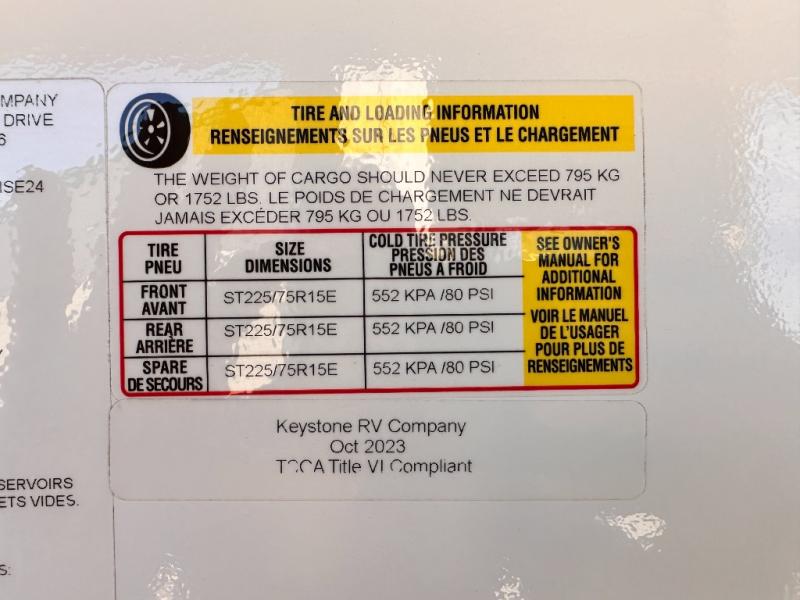 MPANY
DRIVE
6
ISE24
SERVOIRS
ETS VIDES.
S:
TIRE AND LOADING INFORMATION
RENSEIGNEMENTS SUR LES PNEUS ET LE CHARGEMENT
THE WEIGHT OF CARGO SHOULD NEVER EXCEED 795 KG
OR 1752 LBS. LE POIDS DE CHARGEMENT NE DEVRAIT
JAMAIS EXCÉDER 795 KG OU 1752 LBS.
TIRE
PNEU
SIZE
DIMENSIONS
COLD TIRE PRESSURE
PRESSION DES
PNEUS A FROID
FRONT
AVANT
ST225/75R15E
552 KPA /80 PSI
REAR
ARRIÈRE
ST225/75R15E
552 KPA /80 PSI
SPARE
DE SECOURS
ST225/75R15E
552 KPA /80 PSI
SEE OWNER'S
MANUAL FOR
ADDITIONAL
INFORMATION
VOIR LE MANUEL
DE L'USAGER
POUR PLUS DE
RENSEIGNEMENTS
Keystone RV Company
Oct 2023
TSCA Title VI Compliant